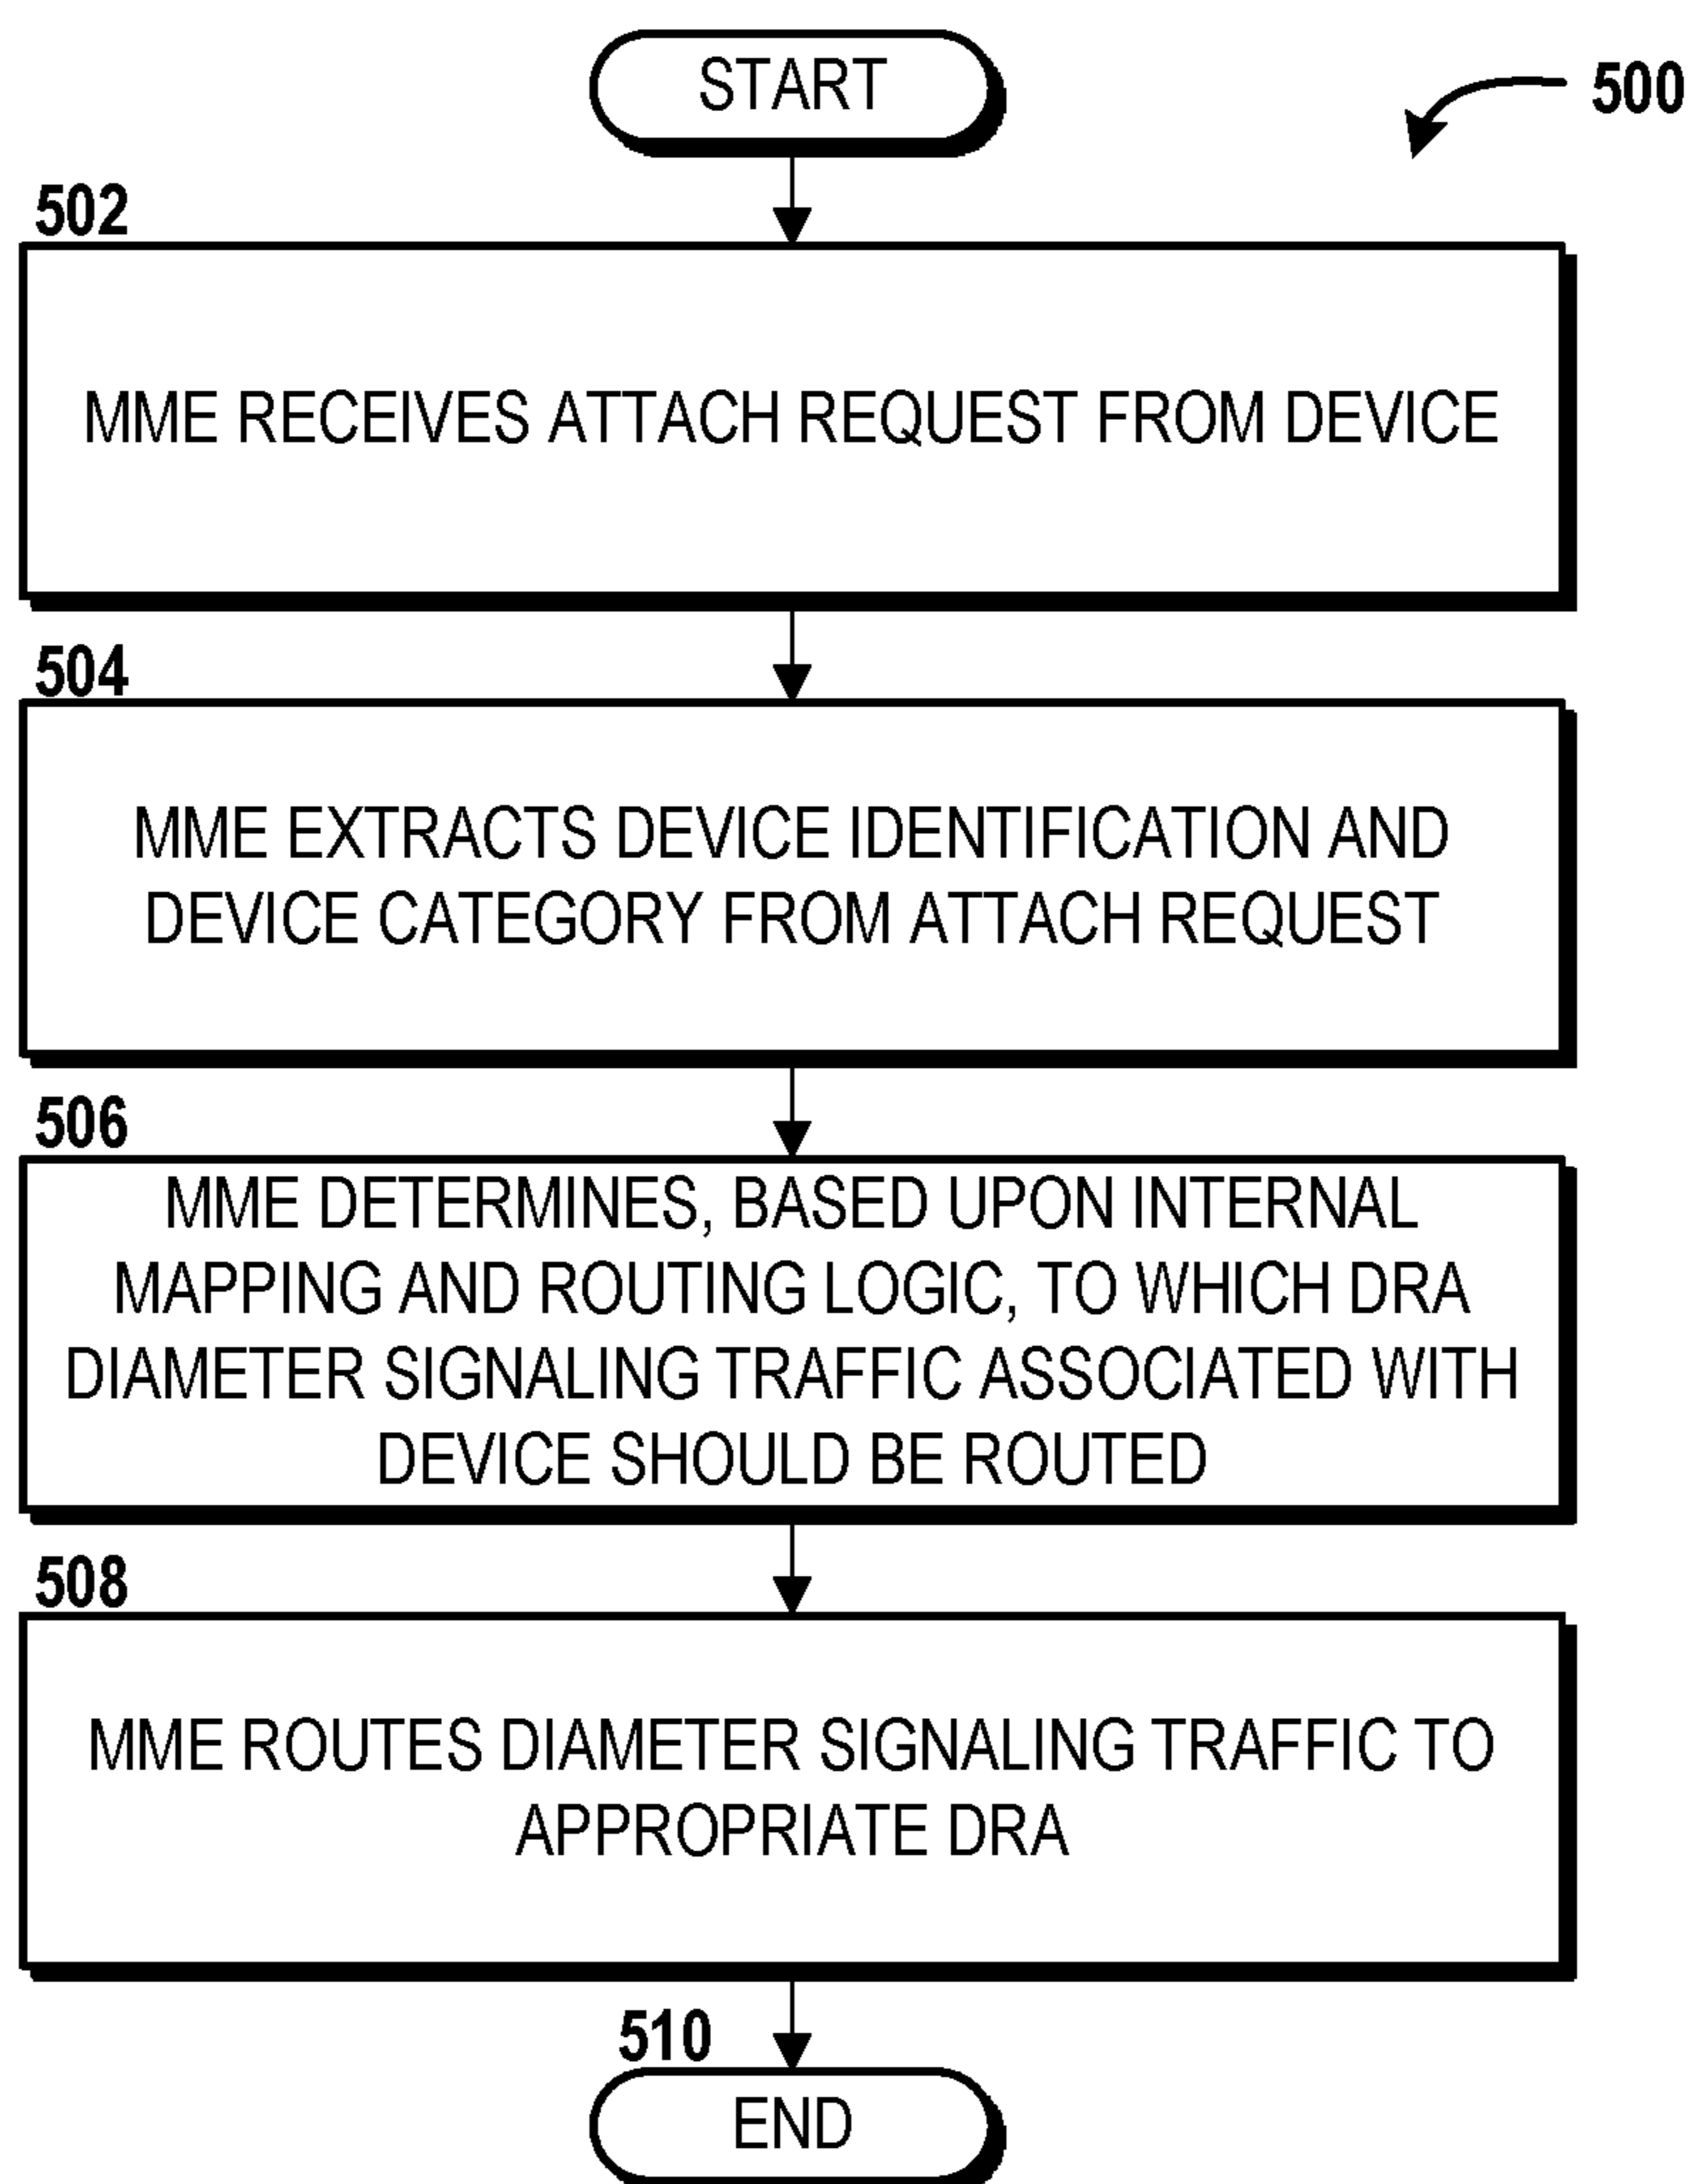 START
500
502
MME RECEIVES ATTACH REQUEST FROM DEVICE
504
MME EXTRACTS DEVICE IDENTIFICATION AND
DEVICE CATEGORY FROM ATTACH REQUEST
506
MME DETERMINES, BASED UPON INTERNAL
MAPPING AND ROUTING LOGIC, TO WHICH DRA
DIAMETER SIGNALING TRAFFIC ASSOCIATED WITH
DEVICE SHOULD BE ROUTED
508
MME ROUTES DIAMETER SIGNALING TRAFFIC TO
APPROPRIATE DRA
510
END